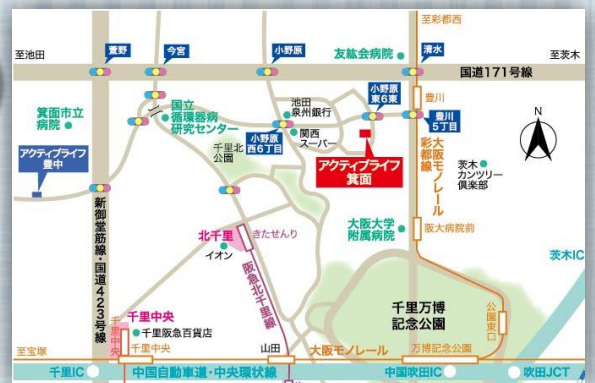 至彩都西
至池田
萱野
今宮
小野原
友紘会病院
清水
至茨木
国道171号線
箕面市立
病院
国立
循環器病
研究センター
池田
泉州銀行
小野原
東6東
豊川
豊川
5丁目
関西
スーパー
小野原
西6丁目
千里北
公園
アクティブライフ
豊中
アクティブライフ
箕面
大阪モノレール
彩都線
N
茨木
カンツリー
倶楽部
新御堂筋線・国道423号線
北千里
きたせんり
イオン
阪急北千里線
大阪大学
附属病院
阪大病院前
茨木IC
千里万博
記念公園
公園東口
千里中央
千里中央
千里中央
千里阪急百貨店
至宝塚
山田
大阪モノレール
万博記念公園
千里IC
中国自動車道・中央環状線
中国吹田IC
吹田JCT